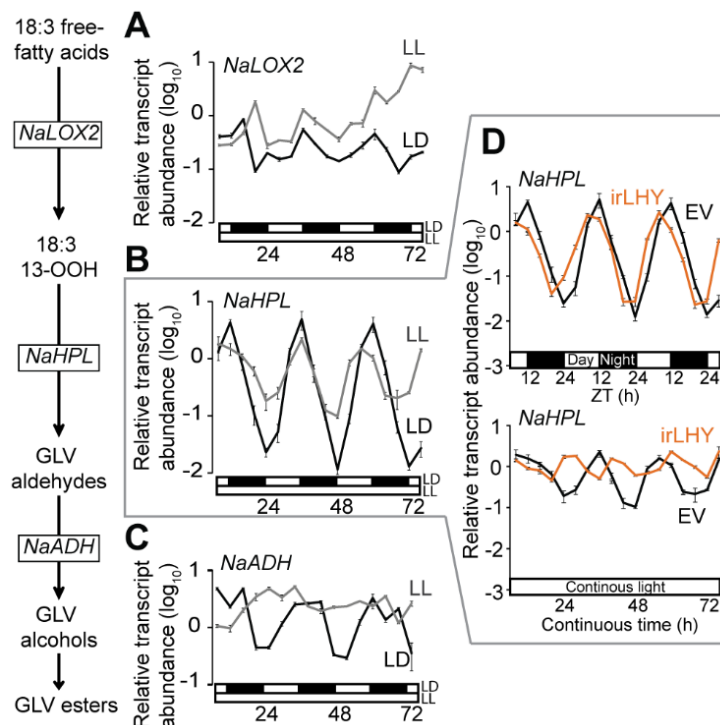 18:3 free-
fatty acids
NaLOX2
18:3
13-OOH
NaHPL
GLV
aldehydes
NaADH
GLV
alcohols
GLV esters
A
Relative transcript
abundance (log10)
NaLOX2
LL
LD
1
0
-1
-2
LD
LL
24 48 72
B
Relative transcript
abundance (log10)
NaHPL
LL
LD
1
0
-1
-2
LD
LL
24 48 72
C
Relative transcript
abundance (log10)
NaADH
LL
LD
1
0
-1
LD
LL
24 48 72
D
Relative transcript abundance (log10)
NaHPL
irLHY
EV
1
0
-1
-2
-3
Day Night
12 24 12 24 12 24
ZT (h)
NaHPL
irLHY
EV
1
0
-1
-2
-3
Continous light
24 48 72
Continuous time (h)